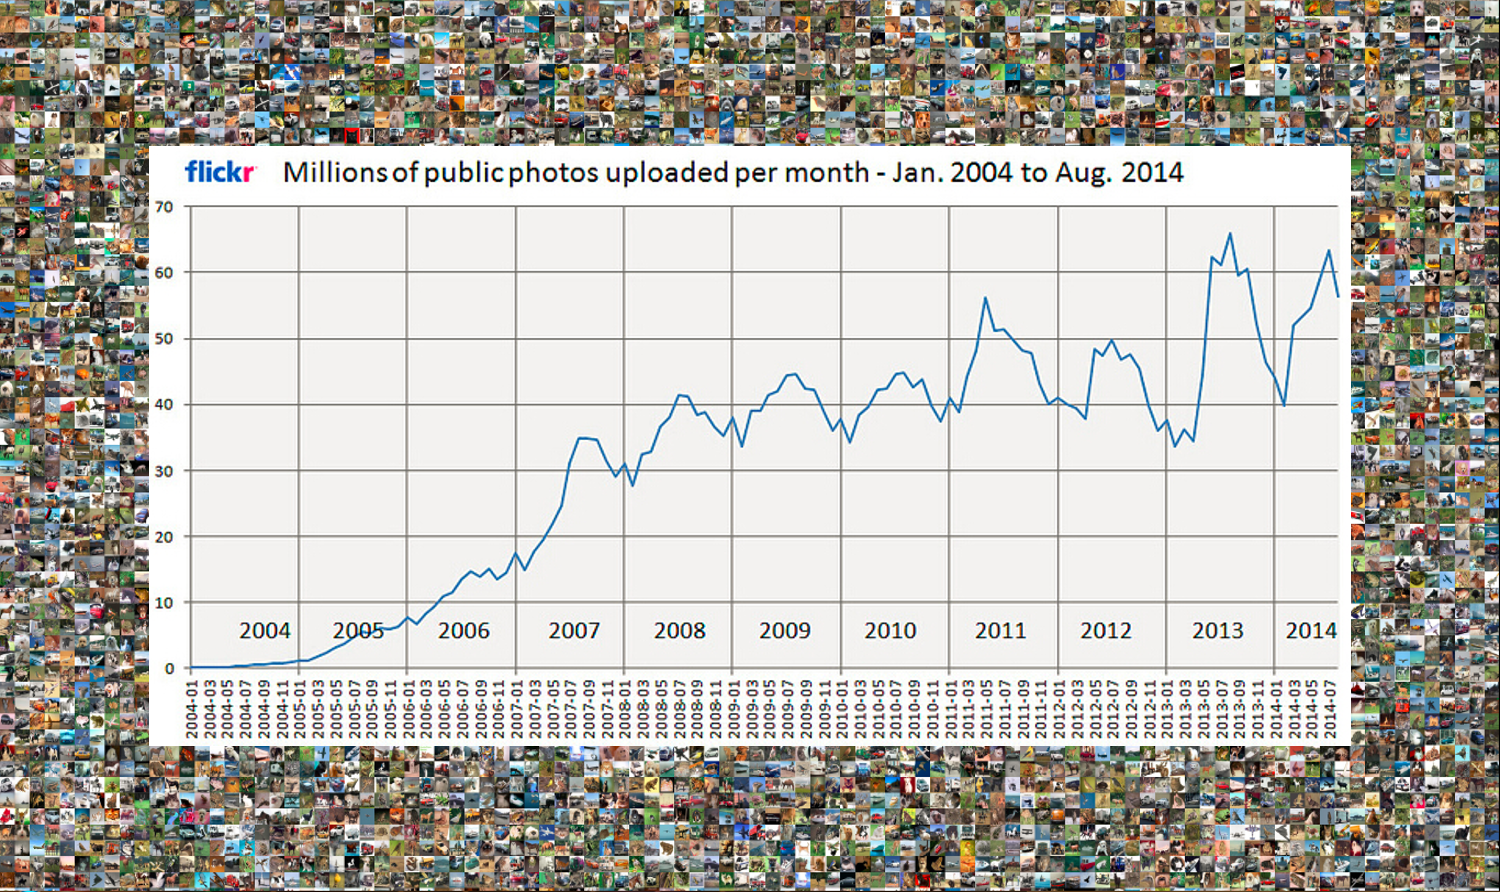 flickr Millions of public photos uploaded per month - Jan. 2004 to Aug. 2014
70
60
50
40
30
20
10
0
2004 2005 2006 2007 2008 2009 2010 2011 2012 2013 2014
2004-01 2004-03 2004-05 2004-07 2004-09 2004-11 2005-01 2005-03 2005-05 2005-07 2005-09 2005-11 2006-01 2006-03 2006-05 2006-07 2006-09 2006-11 2007-01 2007-03 2007-05 2007-07 2007-09 2007-11 2008-01 2008-03 2008-05 2008-07 2008-09 2008-11 2009-01 2009-03 2009-05 2009-07 2009-09 2009-11 2010-01 2010-03 2010-05 2010-07 2010-09 2010-11 2011-01 2011-03 2011-05 2011-07 2011-09 2011-11 2012-01 2012-03 2012-05 2012-07 2012-09 2012-11 2013-01 2013-03 2013-05 2013-07 2013-09 2013-11 2014-01 2014-03 2014-05 2014-07